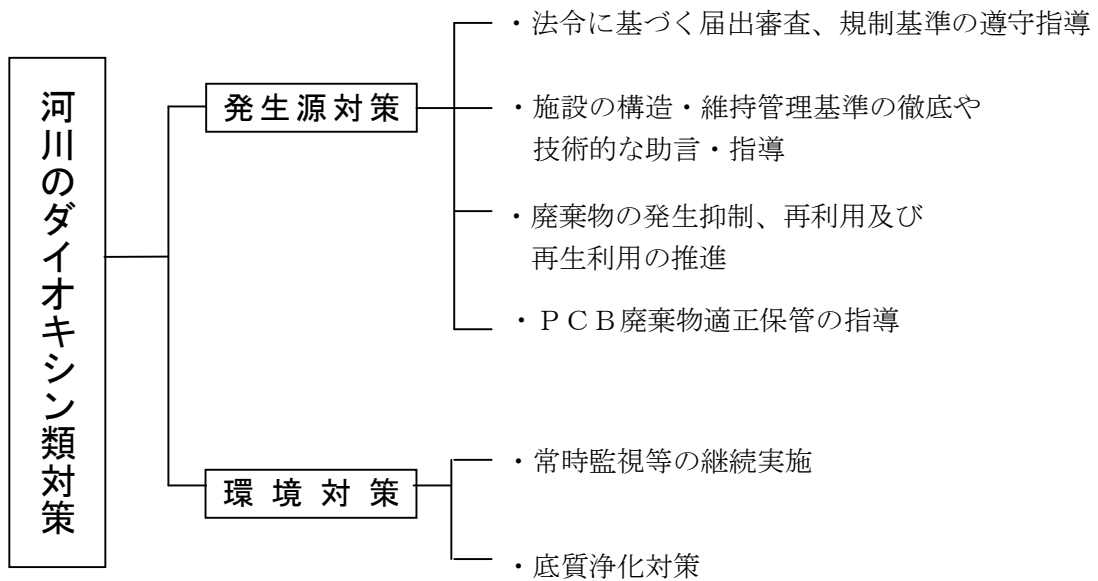 河川のダイオキシン類対策
発生源対策
・法令に基づく届出審査、規制基準の遵守指導
・施設の構造・維持管理基準の徹底や
技術的な助言・指導
・廃棄物の発生抑制、再利用及び
再生利用の推進
・ＰＣＢ廃棄物適正保管の指導
環境対策
・常時監視等の継続実施
・底質浄化対策